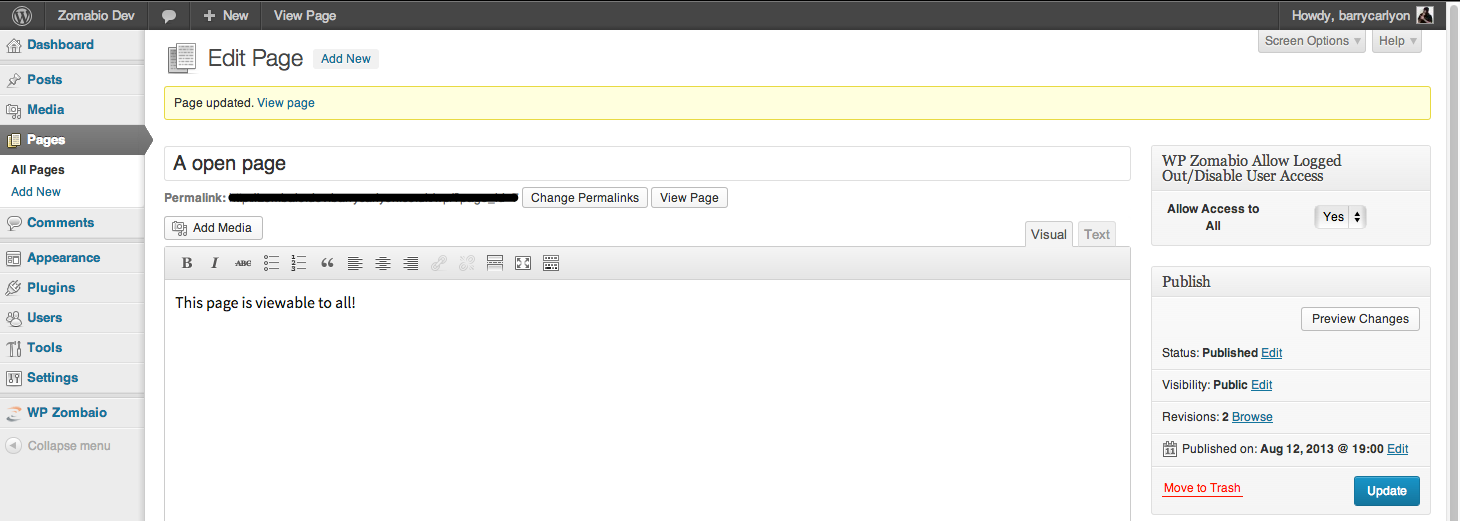 Zomabio Dev New View Page Howdy, barrycarlyon
Screen Options Help
Dashboard
Posts
Media
Pages
All Pages
Add New
Comments
Appearance
Plugins
Users
Tools
Settings
WP Zombaio
Collapse menu
Edit Page Add New
Page updated. View page
A open page
Permalink: Change Permalinks View Page
Add Media
Visual Text
B I ABC
This page is viewable to all!
WP Zomabio Allow Logged
Out/Disable User Access
Allow Access to
All
Yes
Publish
Preview Changes
Status: Published Edit
Visibility: Public Edit
Revisions: 2 Browse
11 Published on: Aug 12, 2013 @ 19:00 Edit
Move to Trash Update